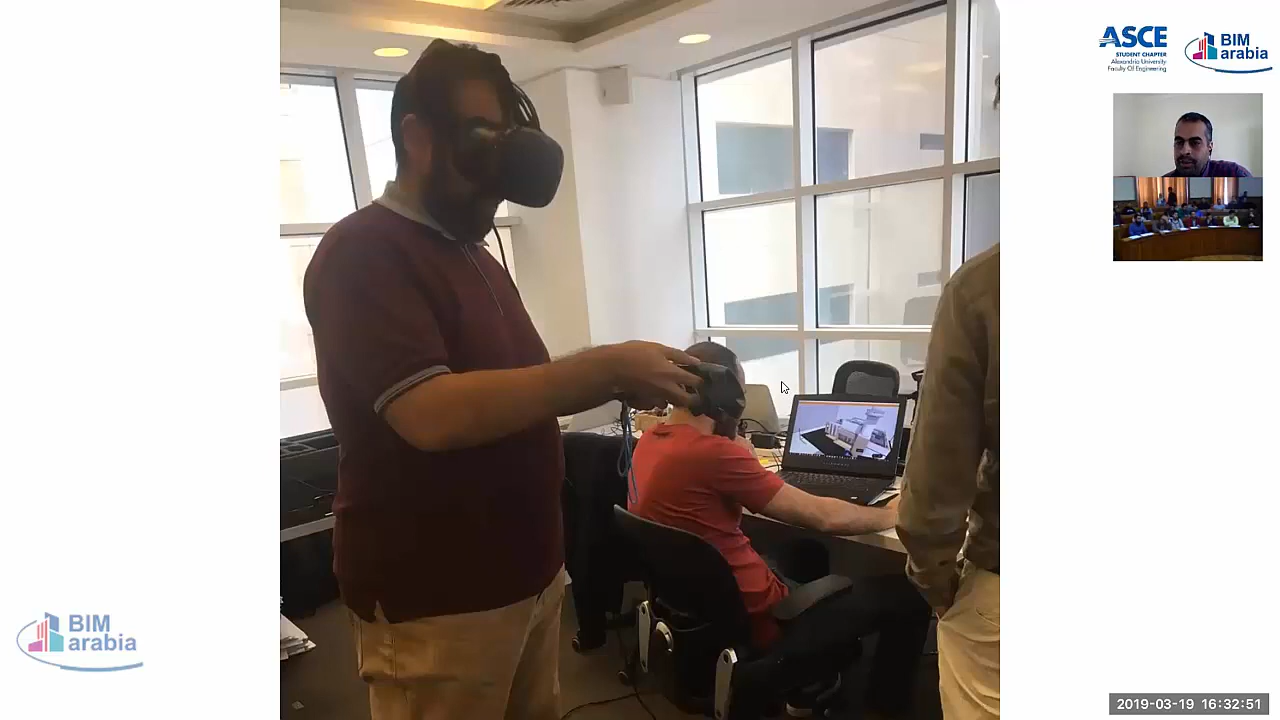 ASCE
STUDENT CHAPTER
Alexandria University
Faculty Of Engineering
BIM
arabia
BIM
arabia
2019-03-19 16:32:51